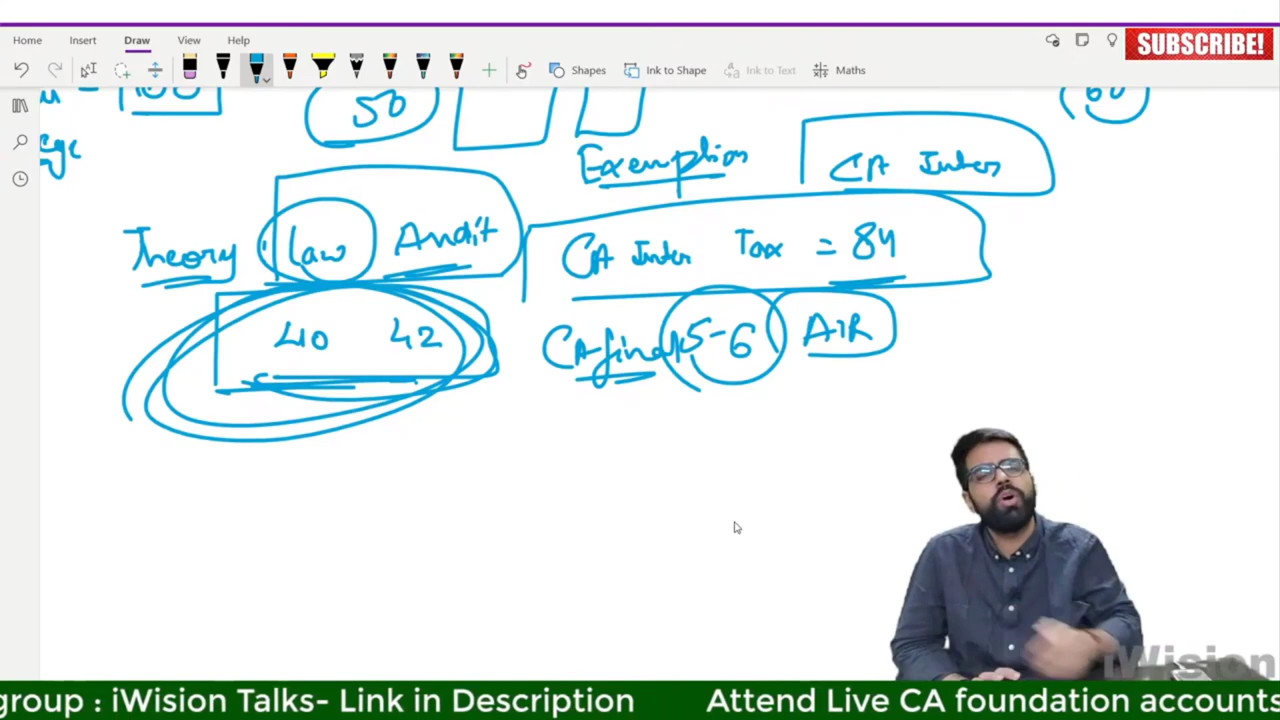 Home Insert Draw View Help
SUBSCRIBE!
Shapes Ink to Shape Ink to Text Maths
100
50
60
Exemption CA Inter
Theory Law Audit CA Inter Tax = 84
40 42 CA final 5-6 AIR
iWision
group : iWision Talks- Link in Description Attend Live CA foundation accounts